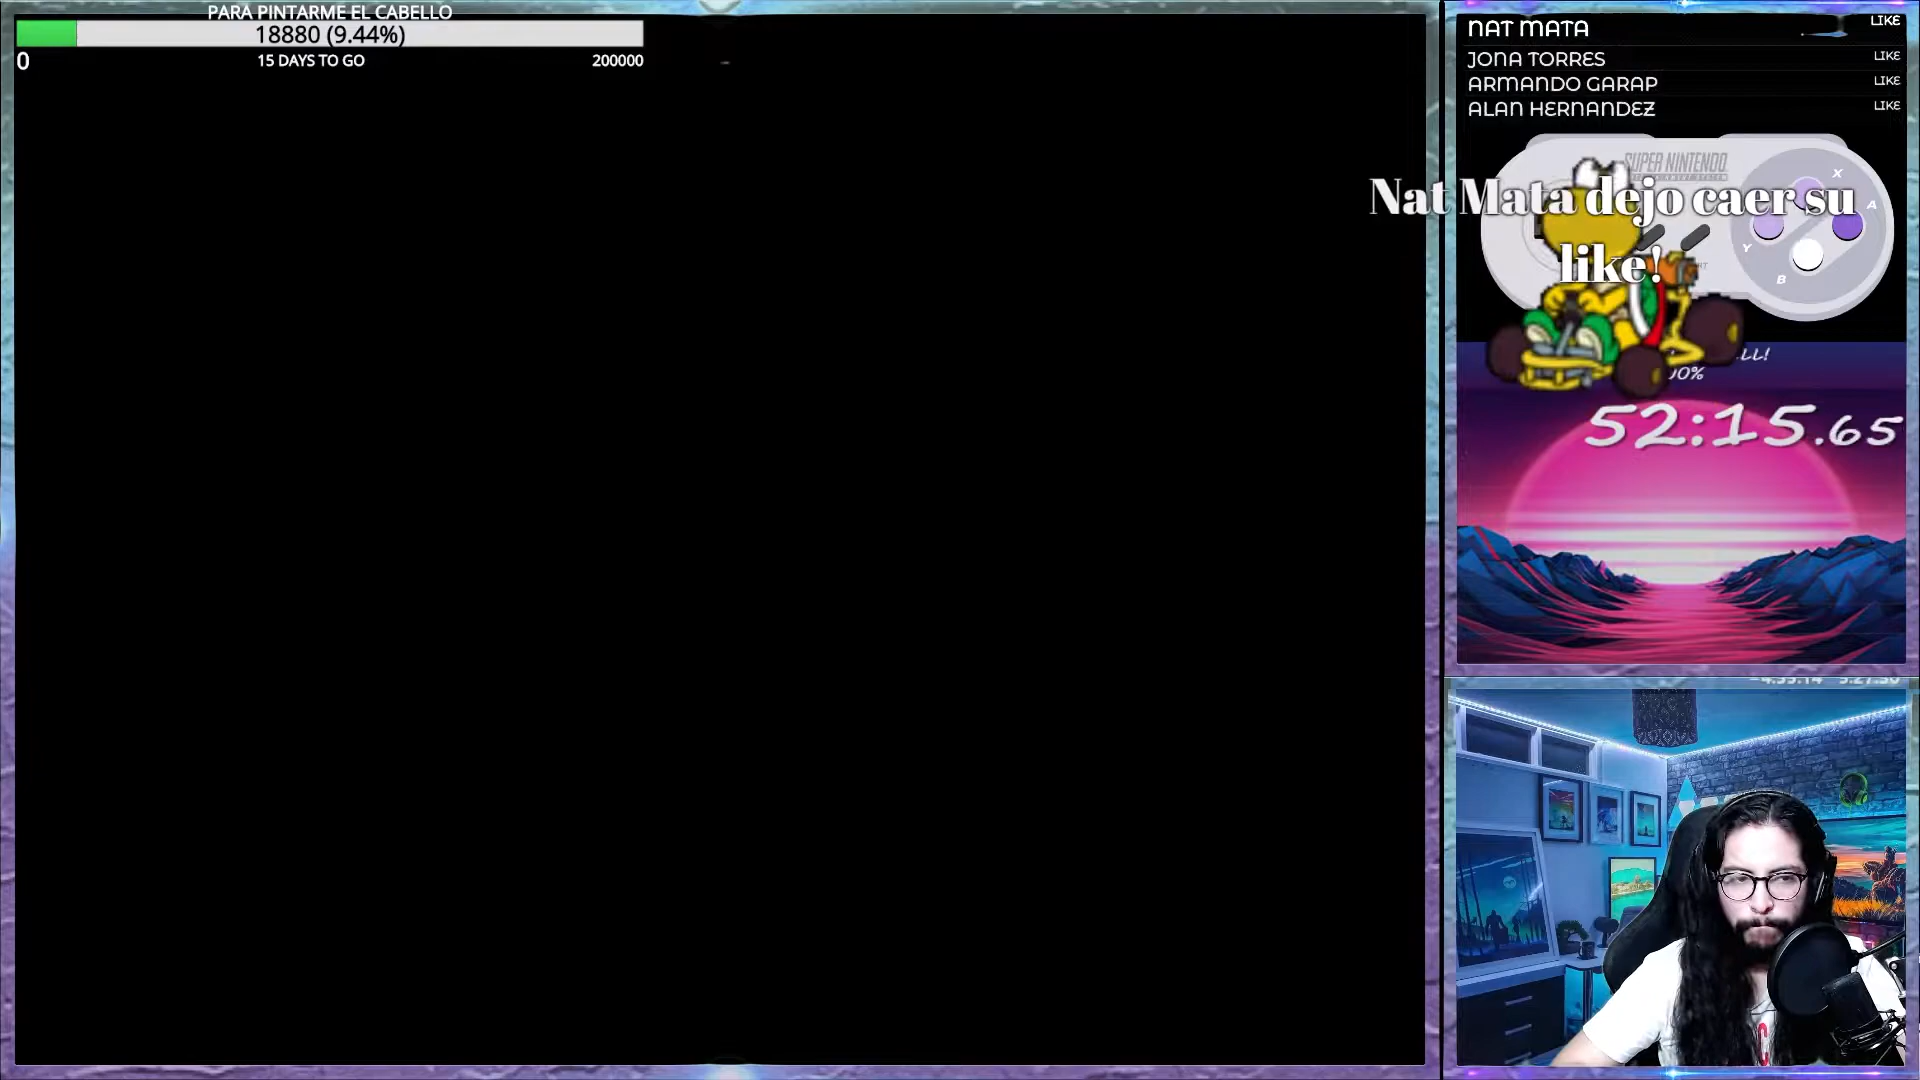 PARA PINTARME EL CABELLO
18880 (9.44%)
0 15 DAYS TO GO 200000
NAT MATA LIKE
JONA TORRES LIKE
ARMANDO GARAP LIKE
ALAN HERNANDEZ LIKE
SUPER NINTENDO
X
A
Y
B
Nat Mata dejo caer su
like!
52:15.65